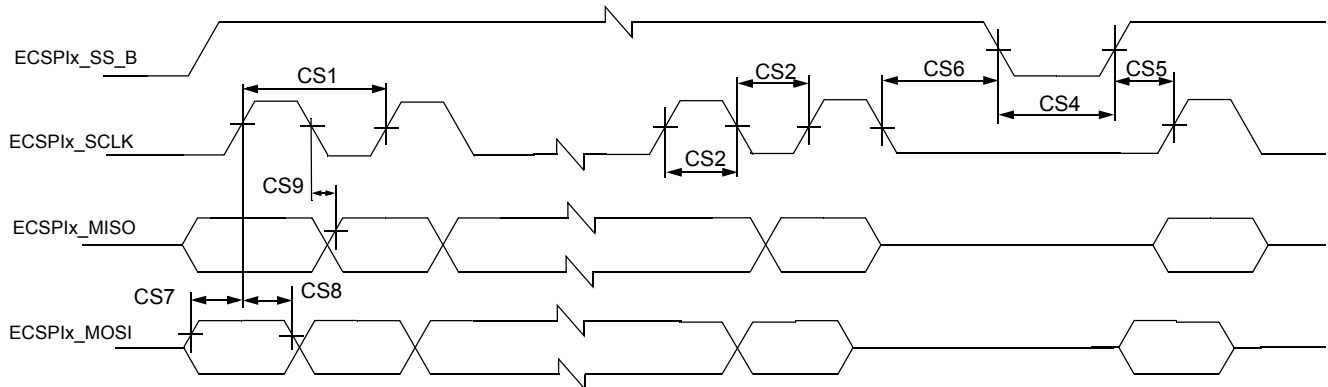 ECSPIx_SS_B
CS1
CS2
CS6
CS5
CS4
ECSPIx_SCLK
CS2
CS9
ECSPIx_MISO
CS7
CS8
ECSPIx_MOSI